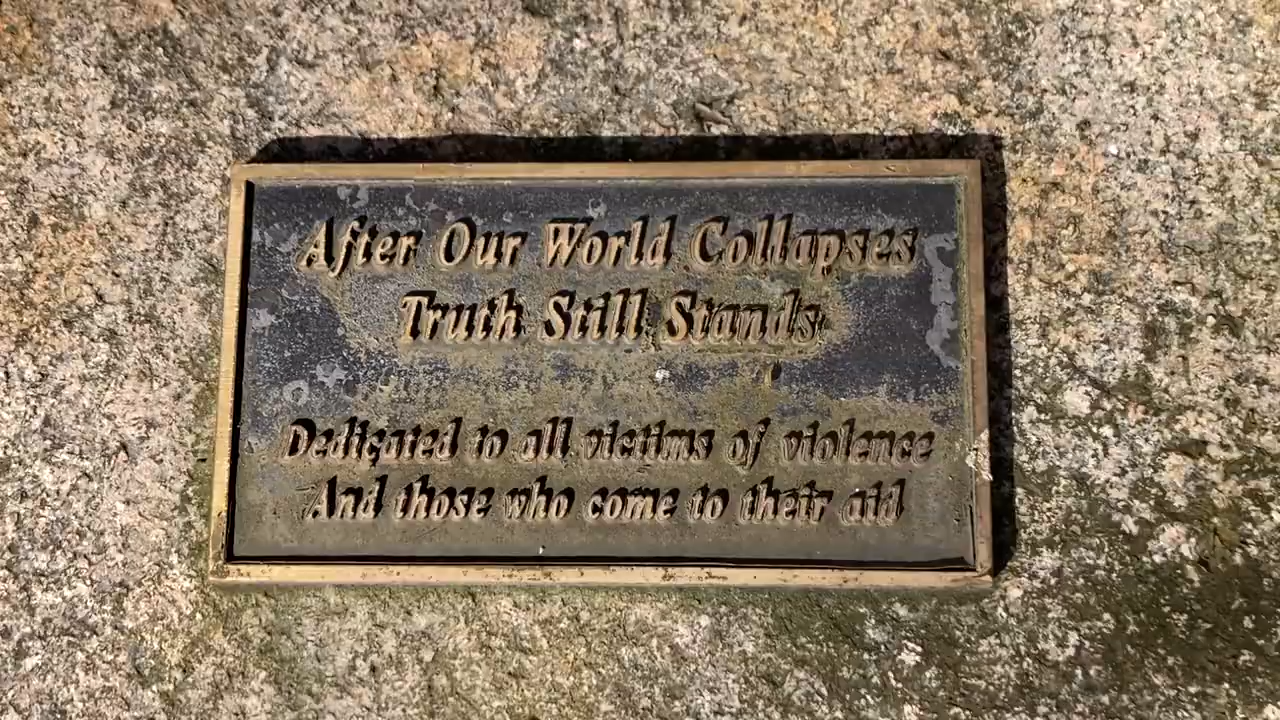 After Our World Collapses
Truth Still Stands
Dedicated to all victims of violence
And those who come to their aid